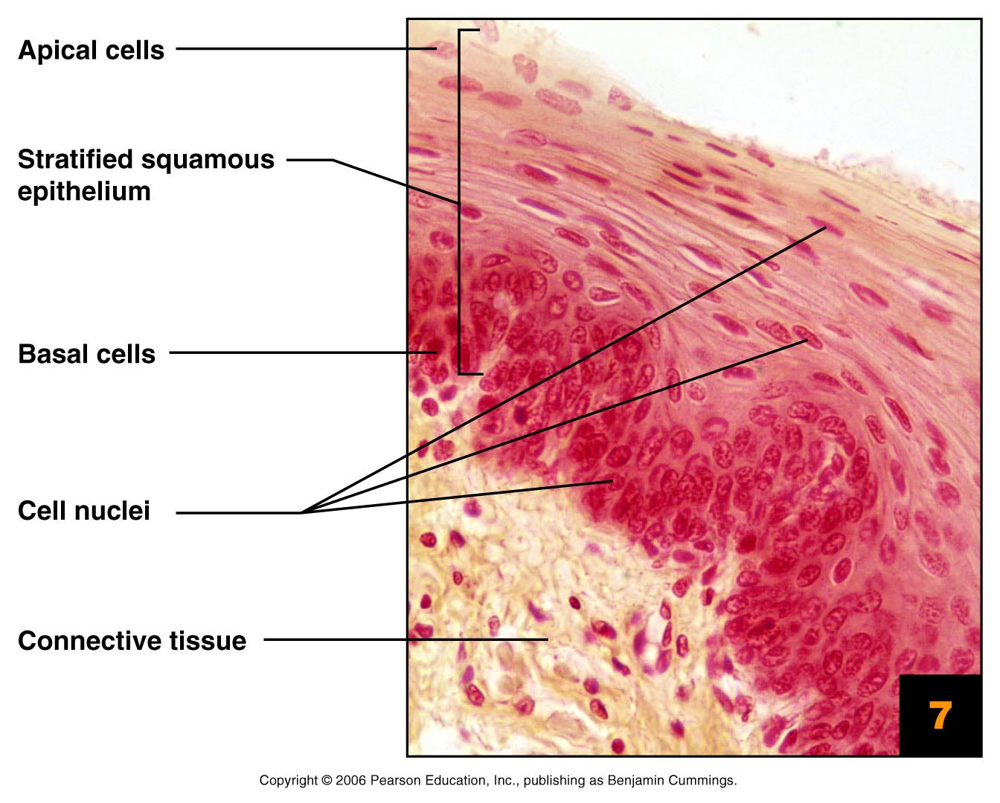 Apical cells
Stratified squamous
epithelium
Basal cells
Cell nuclei
Connective tissue
7
Copyright © 2006 Pearson Education, Inc., publishing as Benjamin Cummings.